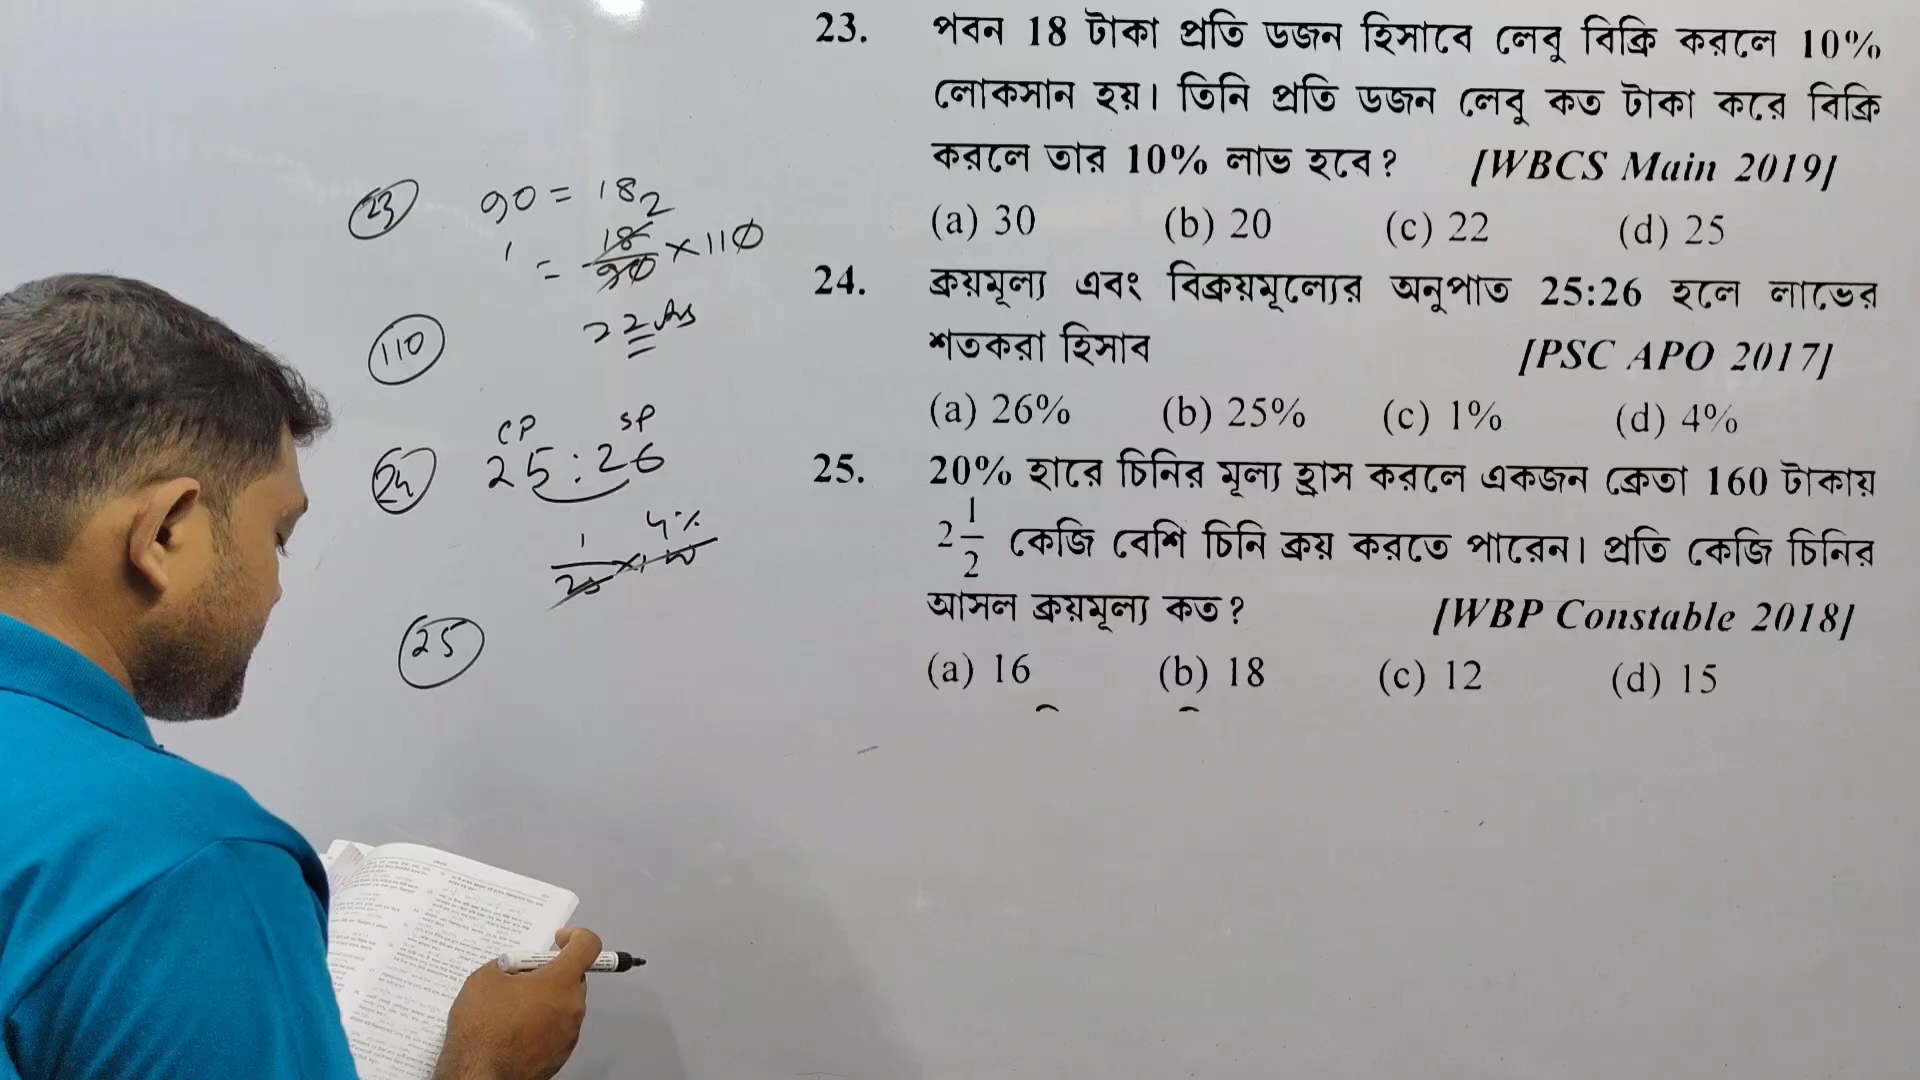 23. পবন 18 টাকা প্রতি ডজন হিসাবে লেবু বিক্রি করলে 10%
লোকসান হয়। তিনি প্রতি ডজন লেবু কত টাকা করে বিক্রি
করলে তার 10% লাভ হবে? [WBCS Main 2019]
(a) 30 (b) 20 (c) 22 (d) 25
24. ক্রয়মূল্য এবং বিক্রয়মূল্যের অনুপাত 25:26 হলে লাভের
শতকরা হিসাব [PSC APO 2017]
(a) 26% (b) 25% (c) 1% (d) 4%
25. 20% হারে চিনির মূল্য হ্রাস করলে একজন ক্রেতা 160 টাকায়
2 1/2 কেজি বেশি চিনি ক্রয় করতে পারেন। প্রতি কেজি চিনির
আসল ক্রয়মূল্য কত? [WBP Constable 2018]
(a) 16 (b) 18 (c) 12 (d) 15
23 90 = 18
2
1 = 18/90 × 110
110
22 Ans
CP SP
24 25 : 26
4%
1/25 × 100
25